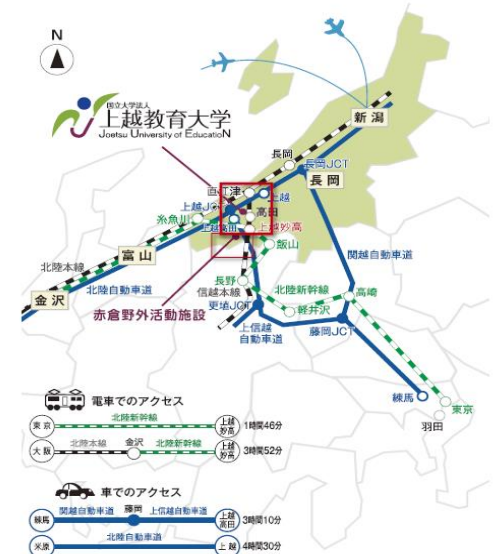 N
国立大学法人
上越教育大学
Joetsu University of EducatioN
新潟
長岡
長岡JCT
長岡
直江津
上越
上越JCT
高田
糸魚川
上越高田
上越妙高
飯山
富山
関越自動車道
北陸本線
長野
北陸新幹線
高崎
金沢
北陸自動車道
信越本線
更埴JCT
軽井沢
赤倉野外活動施設
上信越
自動車道
藤岡JCT
練馬
東京
羽田
電車でのアクセス
東京
北陸新幹線
上越
妙高
1時間46分
大阪
北陸本線
金沢
北陸新幹線
上越
妙高
3時間52分
車でのアクセス
練馬
関越自動車道
藤岡
上信越自動車道
上越
高田
3時間10分
米原
北陸自動車道
上越
4時間30分